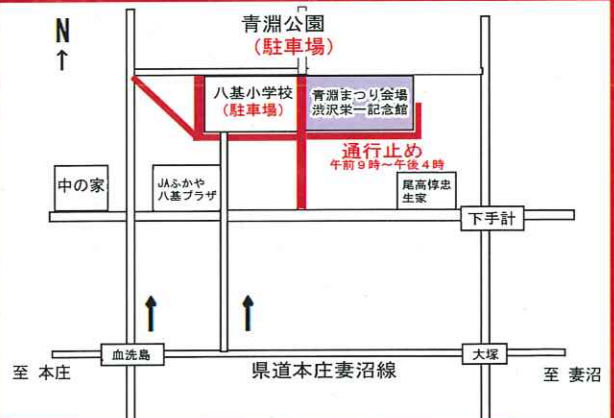 N
↑
青淵公園
(駐車場)
八基小学校
(駐車場)
青淵まつり会場
渋沢栄一記念館
通行止め
午前9時~午後4時
中の家
JAふかや
八基プラザ
尾高惇忠
生家
下手計
血洗島
大塚
至 本庄
県道本庄妻沼線
至 妻沼